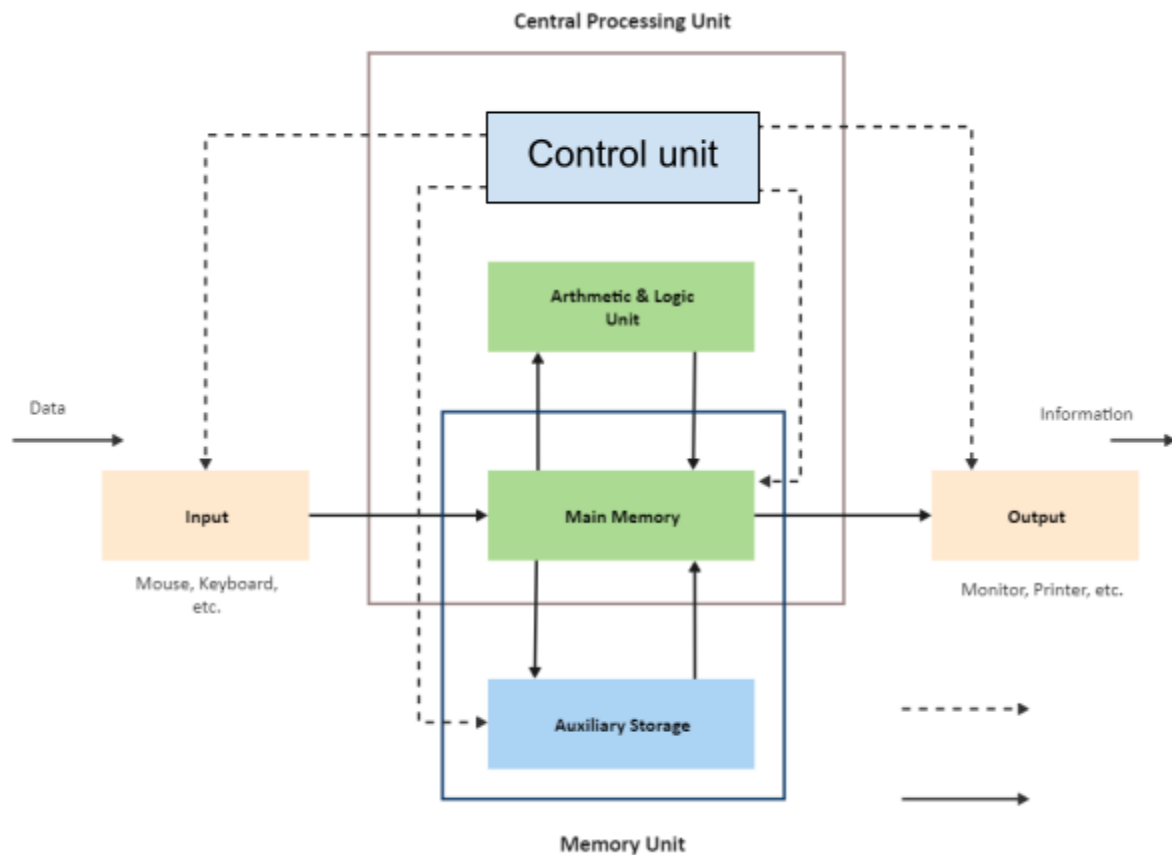 Central Processing Unit
Control unit
Arthmetic & Logic
Unit
Data
Information
Input
Main Memory
Output
Mouse, Keyboard,
etc.
Monitor, Printer, etc.
Auxiliary Storage
Memory Unit